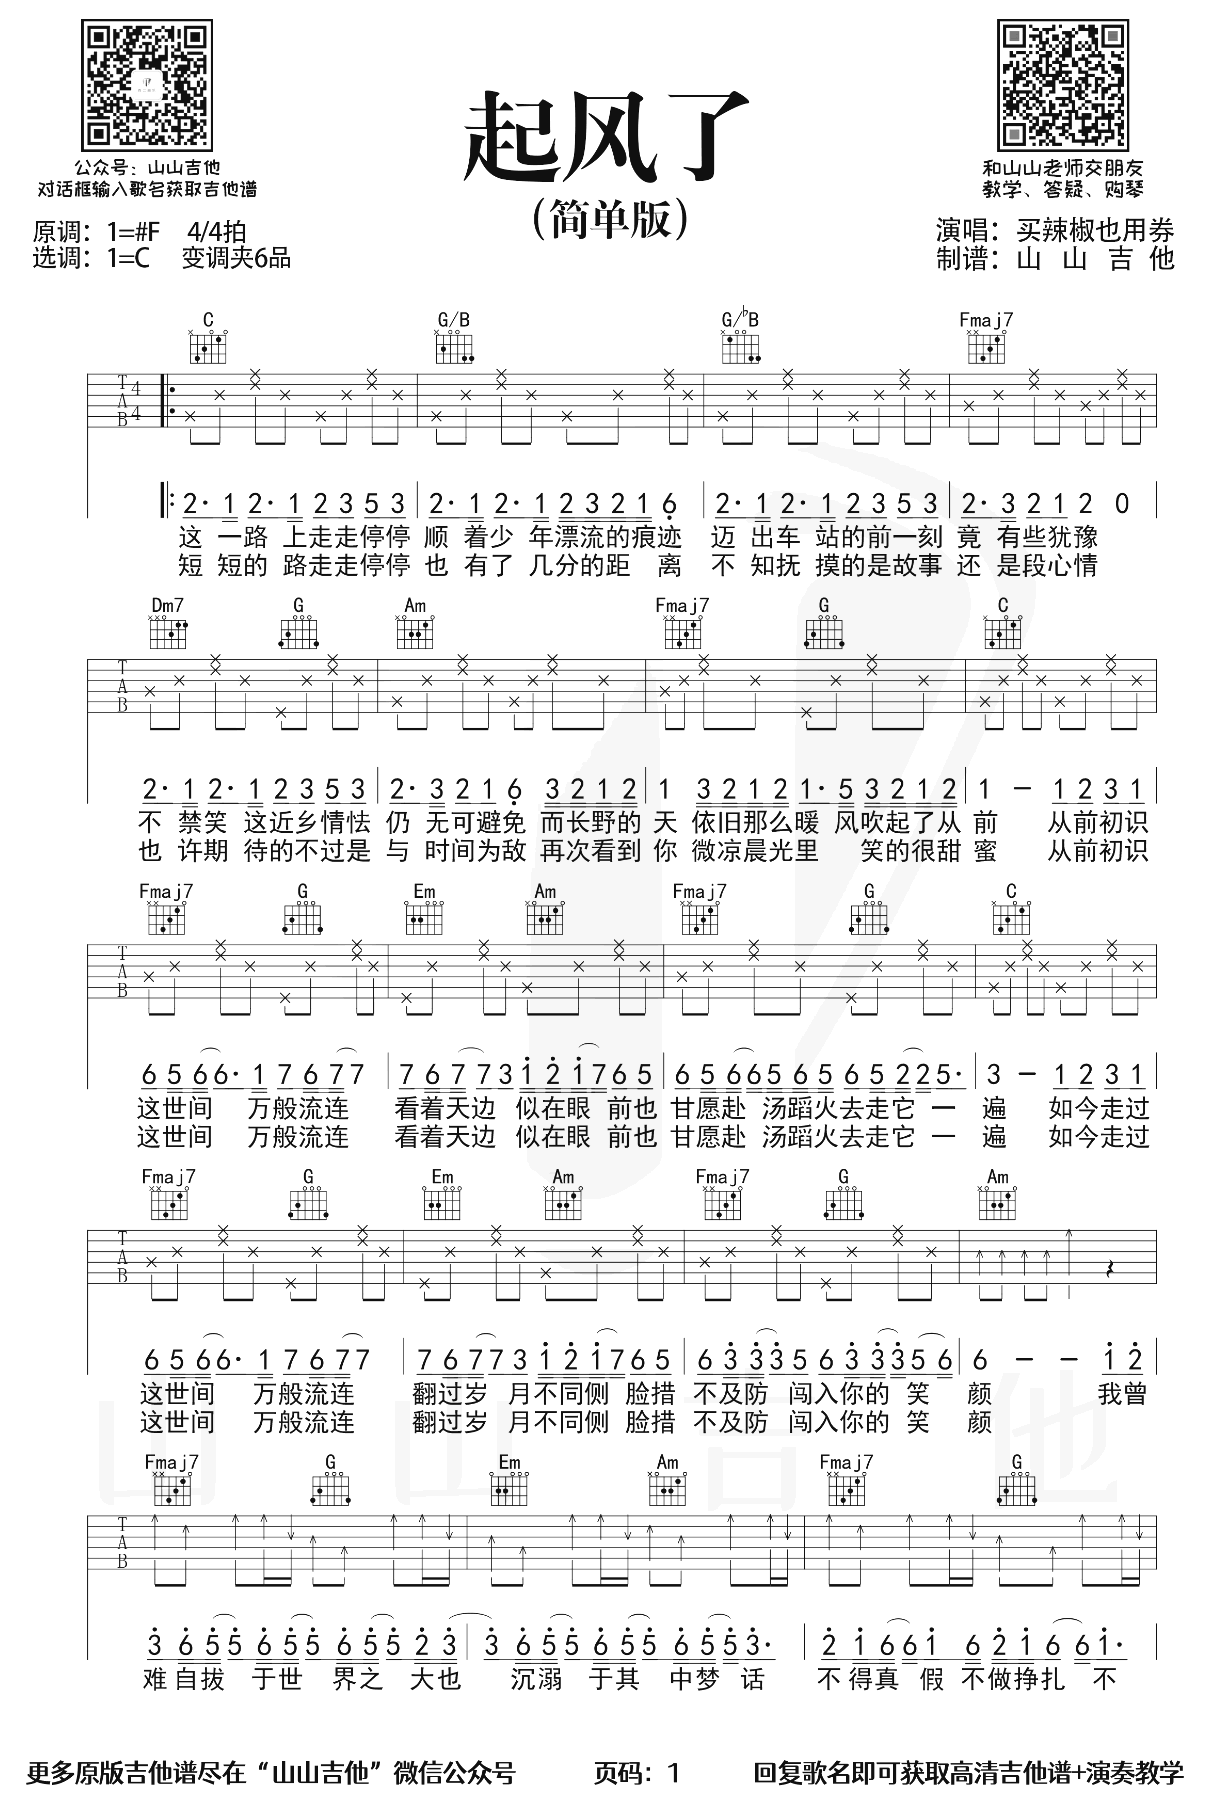 起风了
(简单版)
公众号：山山吉他
对话框输入歌名获取吉他谱
和山山老师交朋友
教学、答疑、购琴
原调：1=#F 4/4拍
选调：1=C 变调夹6品
演唱：买辣椒也用券
制谱：山山吉他
C G/B G/♭B Fmaj7
T A B 4 4
2· 1 2· 1 2 3 5 3 2· 1 2· 1 2 3 2 1 6 2· 1 2· 1 2 3 5 3 2· 3 2 1 2 0
这一路上走走停停 顺着少年漂流的痕迹 迈出车站的前一刻 竟有些犹豫
短短的路走走停停 也有了几分的距离 不知抚摸的是故事 还是段心情
Dm7 G Am Fmaj7 G C
T A B
2· 1 2· 1 2 3 5 3 2· 3 2 1 6 3 2 1 2 1 3 2 1 2 1· 5 3 2 1 2 1 – 1 2 3 1
不禁笑这近乡情怯 仍无可避免 而长野的天 依旧那么暖 风吹起了从前 从前初识
也许期待的不过是 与时间为敌 再次看到你 微凉晨光里 笑的很甜蜜 从前初识
Fmaj7 G Em Am Fmaj7 G C
T A B
6 5 6 6· 1 7 6 7 7 7 6 7 7 3 1 2 1 7 6 5 6 5 6 6 5 6 5 6 5 2 2 5· 3 – 1 2 3 1
这世间 万般流连 看着天边 似在眼前 也甘愿赴汤蹈火去走它一遍 如今走过
这世间 万般流连 看着天边 似在眼前 也甘愿赴汤蹈火去走它一遍 如今走过
Fmaj7 G Em Am Fmaj7 G Am
T A B
6 5 6 6· 1 7 6 7 7 7 6 7 7 3 1 2 1 7 6 5 6 3 3 3 5 6 3 3 3 5 6 6 – – 1 2
这世间 万般流连 翻过岁月不同侧脸 措不及防闯入你的笑颜 我曾
这世间 万般流连 翻过岁月不同侧脸 措不及防闯入你的笑颜
Fmaj7 G Em Am Fmaj7 G
T A B
3 6 5 5 6 5 5 6 5 5 2 3 3 6 5 5 6 5 5 6 5 5 3· 2 1 6 6 1 6 2 1 6 6 1·
难自拔于世界之大 也沉溺于其中梦话 不得真假 不做挣扎 不
山山吉他
更多原版吉他谱尽在“山山吉他”微信公众号 页码：1 回复歌名即可获取高清吉他谱+演奏教学